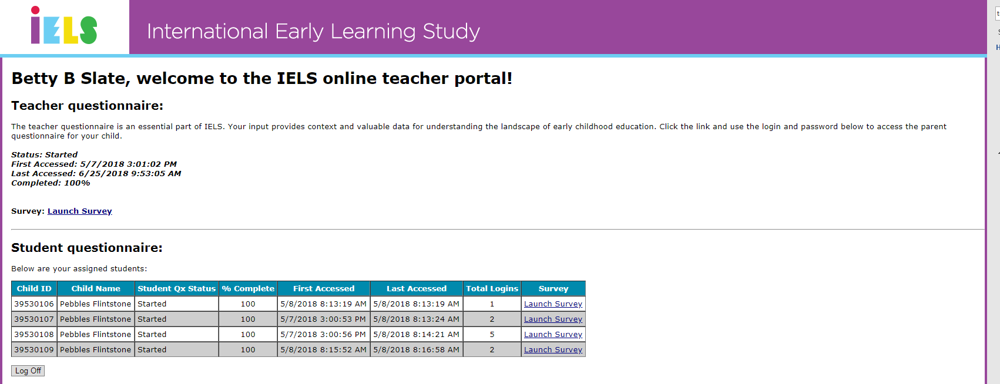 iELS
International Early Learning Study
Betty B Slate, welcome to the IELS online teacher portal!
Teacher questionnaire:
The teacher questionnaire is an essential part of IELS. Your input provides context and valuable data for understanding the landscape of early childhood education. Click the link and use the login and password below to access the parent
questionnaire for your child.
Status: Started
First Accessed: 5/7/2018 3:01:02 PM
Last Accessed: 6/25/2018 9:53:05 AM
Completed: 100%
Survey: Launch Survey
Student questionnaire:
Below are your assigned students:
Child ID Child Name Student Qx Status % Complete First Accessed Last Accessed Total Logins Survey
39530106 Pebbles Flintstone Started 100 5/8/2018 8:13:19 AM 5/8/2018 8:13:19 AM 1 Launch Survey
39530107 Pebbles Flintstone Started 100 5/7/2018 3:00:53 PM 5/8/2018 8:13:24 AM 2 Launch Survey
39530108 Pebbles Flintstone Started 100 5/7/2018 3:00:56 PM 5/8/2018 8:14:21 AM 5 Launch Survey
39530109 Pebbles Flintstone Started 100 5/8/2018 8:15:52 AM 5/8/2018 8:16:58 AM 2 Launch Survey
Log Off